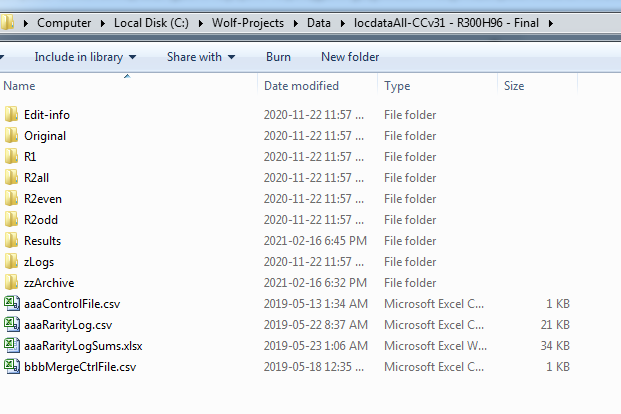 Computer Local Disk (C:) Wolf-Projects Data locdataAll-CCv31 - R300H96 - Final
Include in library Share with Burn New folder
Name Date modified Type Size
Edit-info 2020-11-22 11:57 ... File folder
Original 2020-11-22 11:57 ... File folder
R1 2020-11-22 11:57 ... File folder
R2all 2020-11-22 11:57 ... File folder
R2even 2020-11-22 11:57 ... File folder
R2odd 2020-11-22 11:57 ... File folder
Results 2021-02-16 6:45 PM File folder
zLogs 2020-11-22 11:57 ... File folder
zzArchive 2021-02-16 6:32 PM File folder
aaaControlFile.csv 2019-05-13 1:34 AM Microsoft Excel C... 1 KB
aaaRarityLog.csv 2019-05-22 8:37 AM Microsoft Excel C... 21 KB
aaaRarityLogSums.xlsx 2019-05-23 1:06 AM Microsoft Excel W... 34 KB
bbbMergeCtrlFile.csv 2019-05-18 12:35 ... Microsoft Excel C... 1 KB